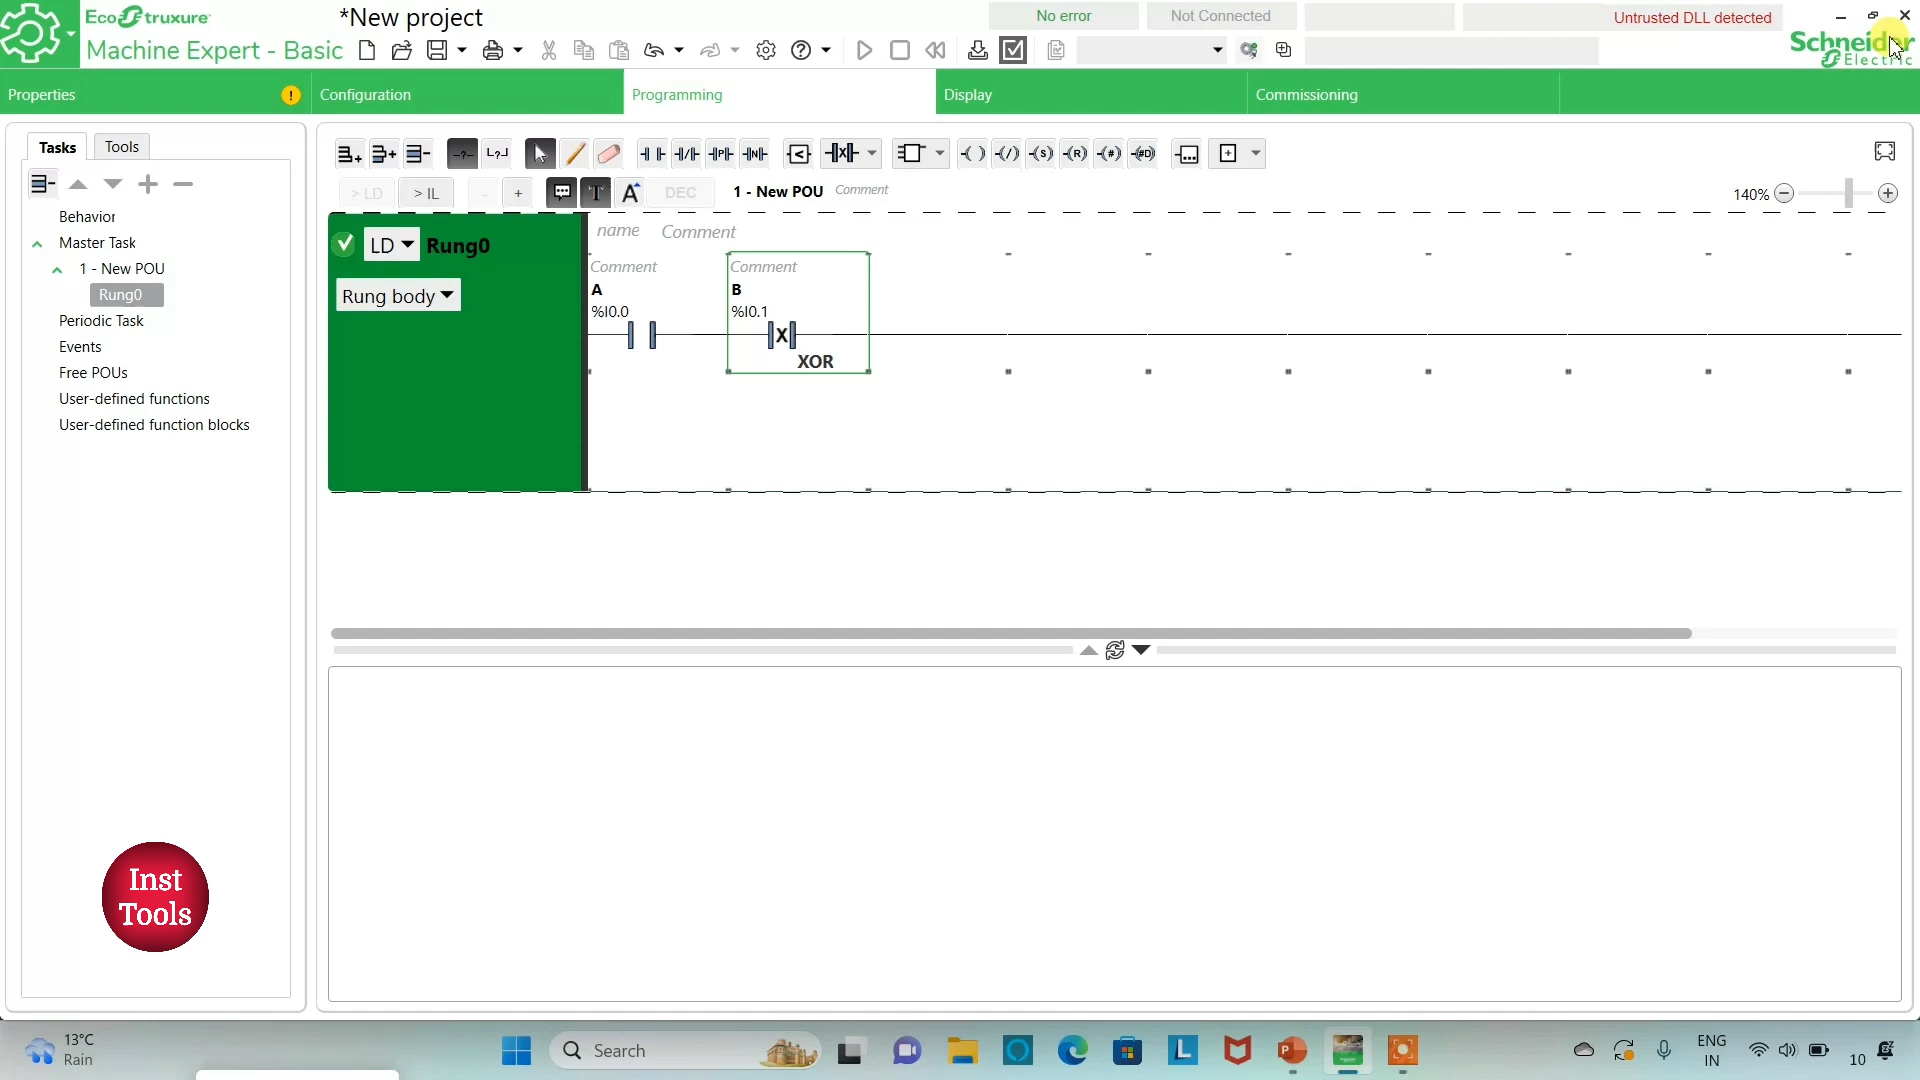 EcoStruxure
Machine Expert - Basic
*New project
No error
Not Connected
Untrusted DLL detected
Schneider
Electric
Properties
Configuration
Programming
Display
Commissioning
Tasks
Tools
> LD
> IL
-
+
T
A
DEC
1 - New POU
Comment
140%
Behavior
Master Task
1 - New POU
Rung0
Periodic Task
Events
Free POUs
User-defined functions
User-defined function blocks
LD
Rung0
Rung body
name
Comment
Comment
A
%I0.0
Comment
B
%I0.1
X
XOR
Inst
Tools
13°C
Rain
Search
ENG
IN
10